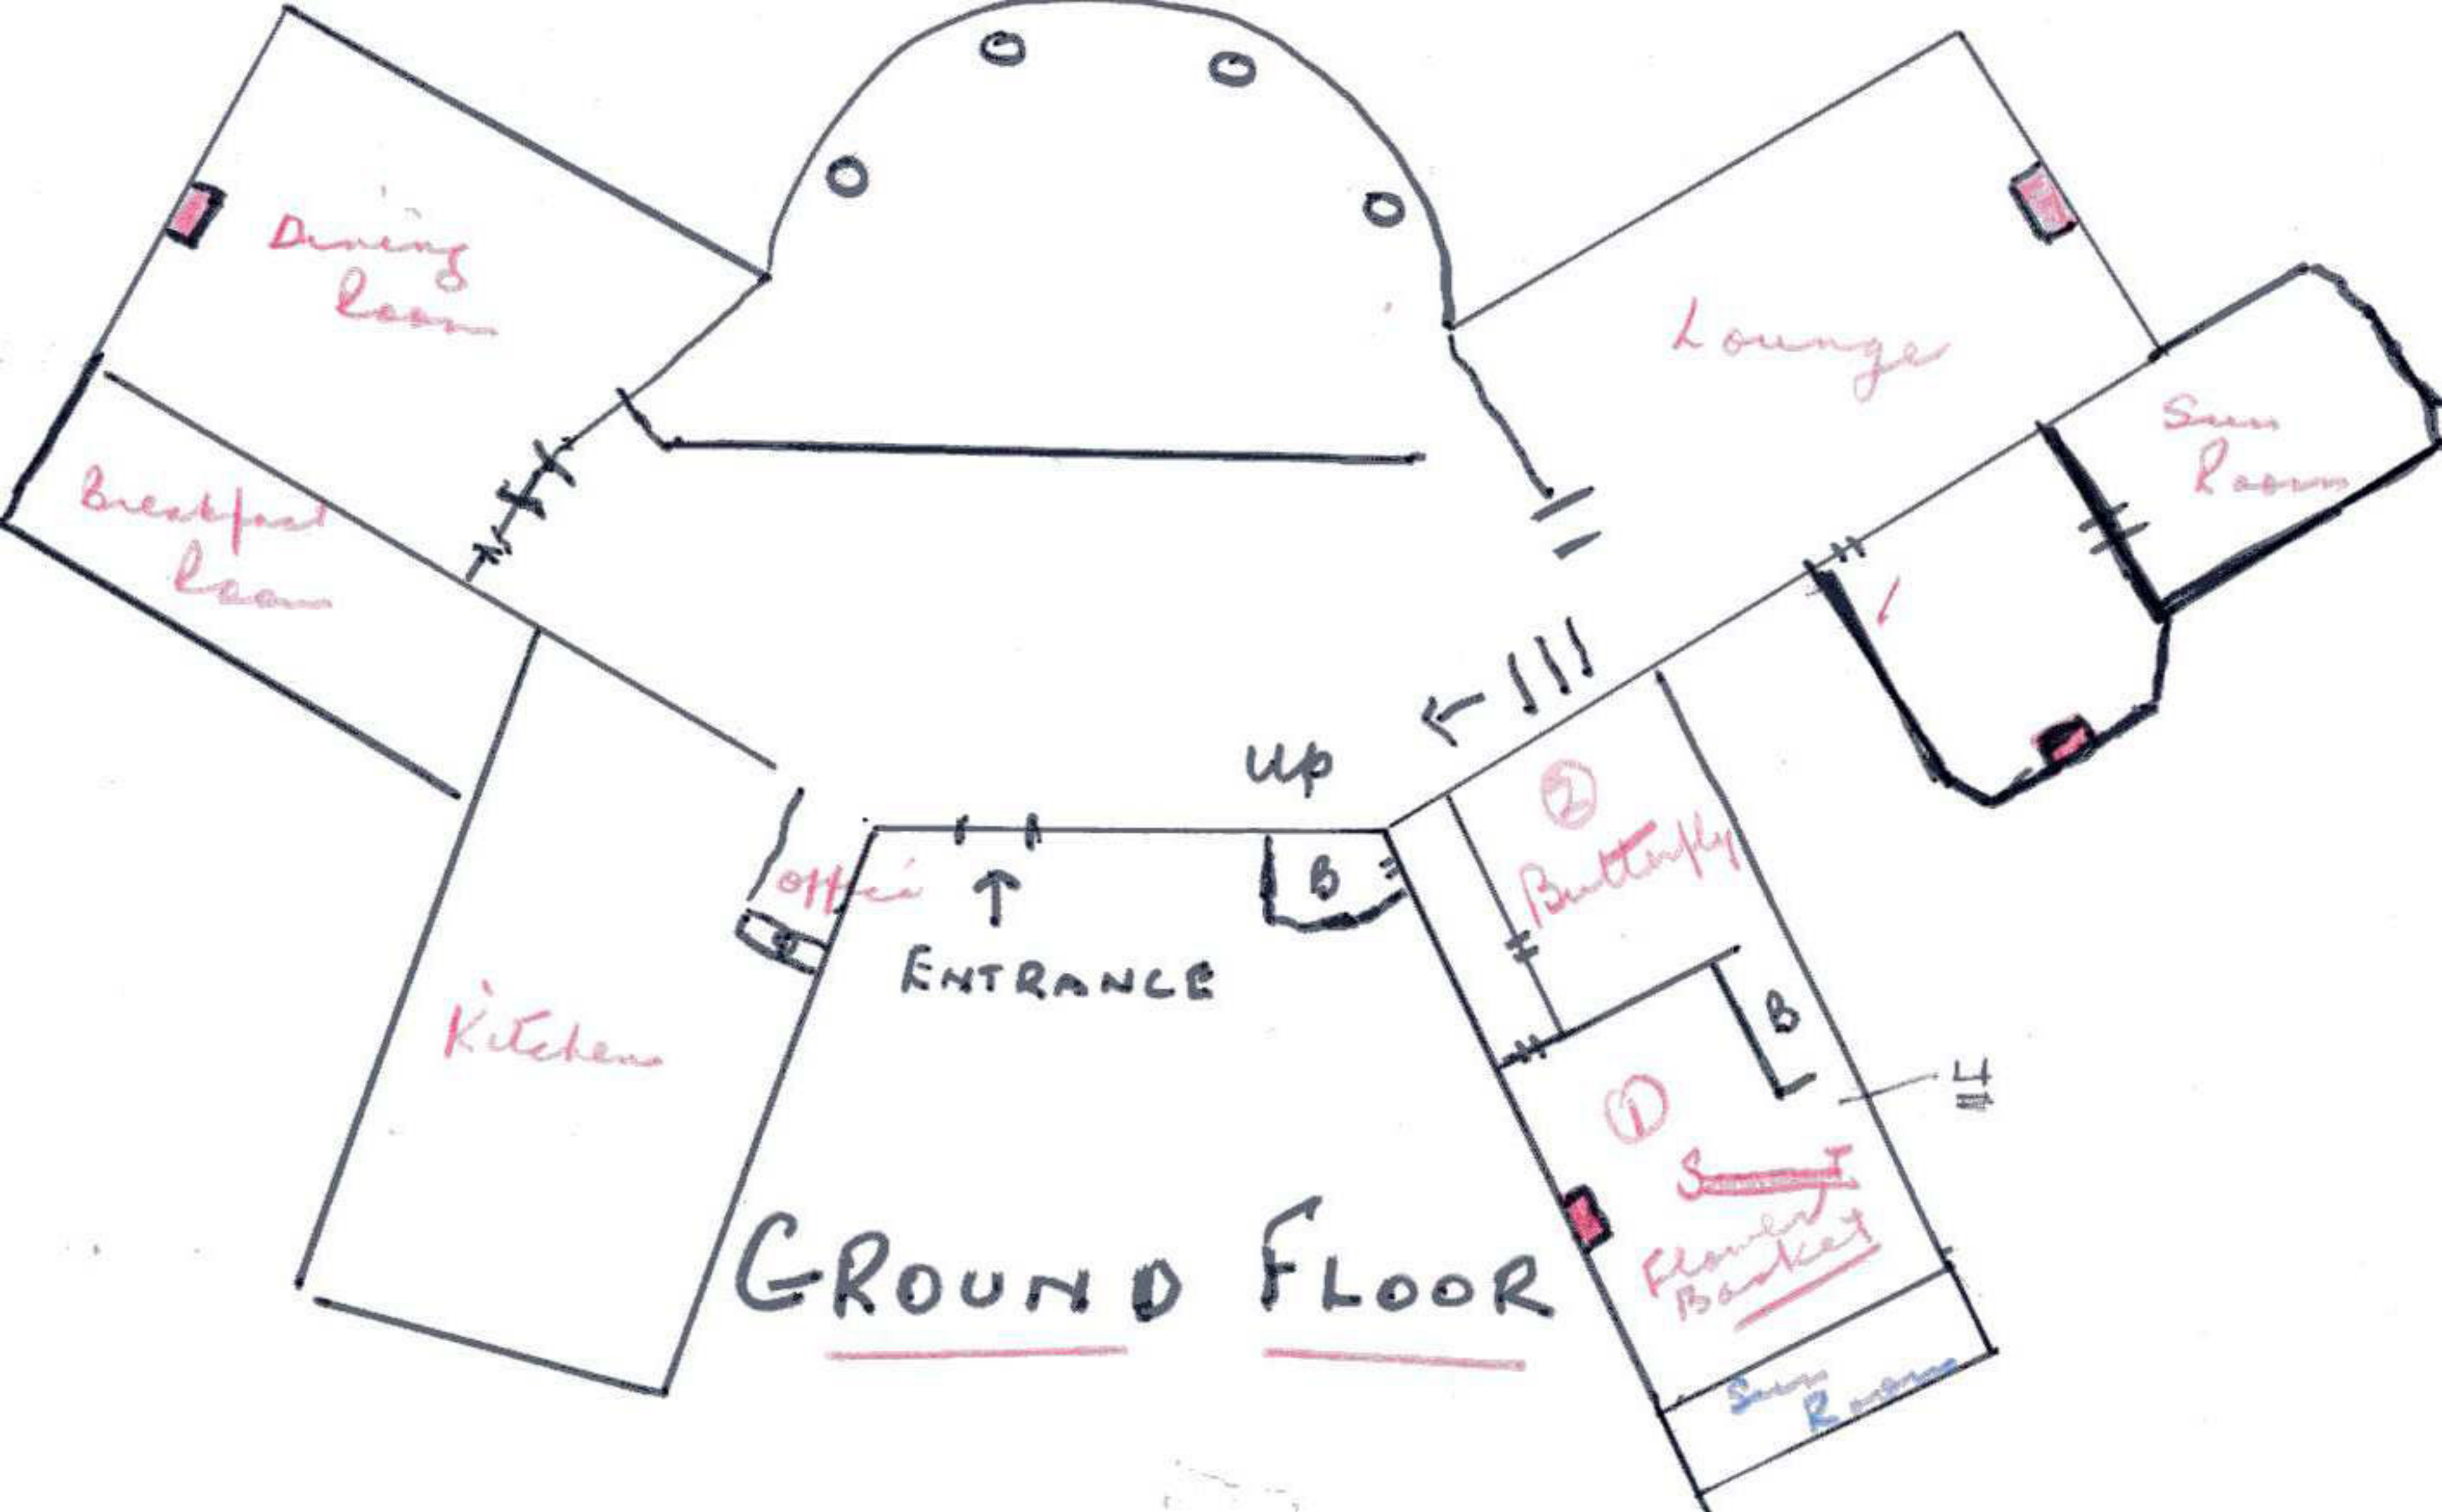 Dining
Room
Lounge
Sun
Room
Breakfast
Room
UP
②
Butterfly
B
office
ENTRANCE
B
Kitchen
①
Flower
Basket
GROUND FLOOR
Sun
Room